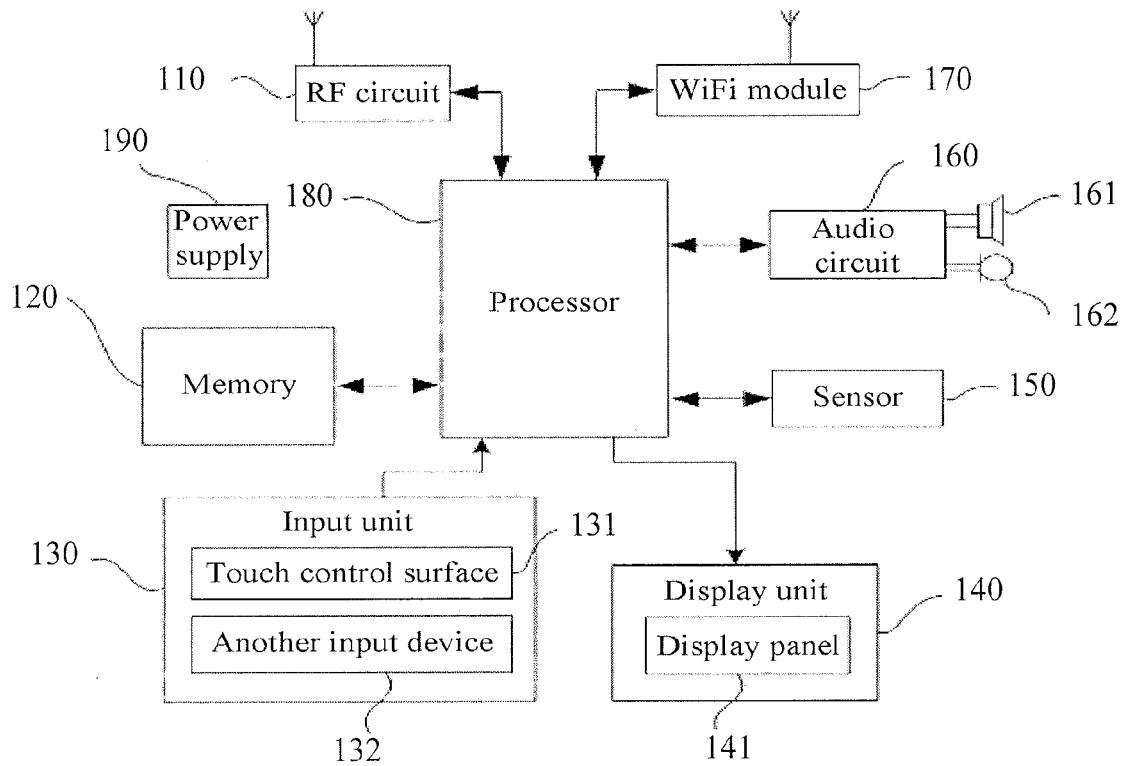 110
RF circuit
WiFi module
170
190
Power
supply
180
160
161
Audio
circuit
162
120
Memory
Processor
Sensor
150
Input unit
131
130
Touch control surface
Another input device
132
Display unit
140
Display panel
141